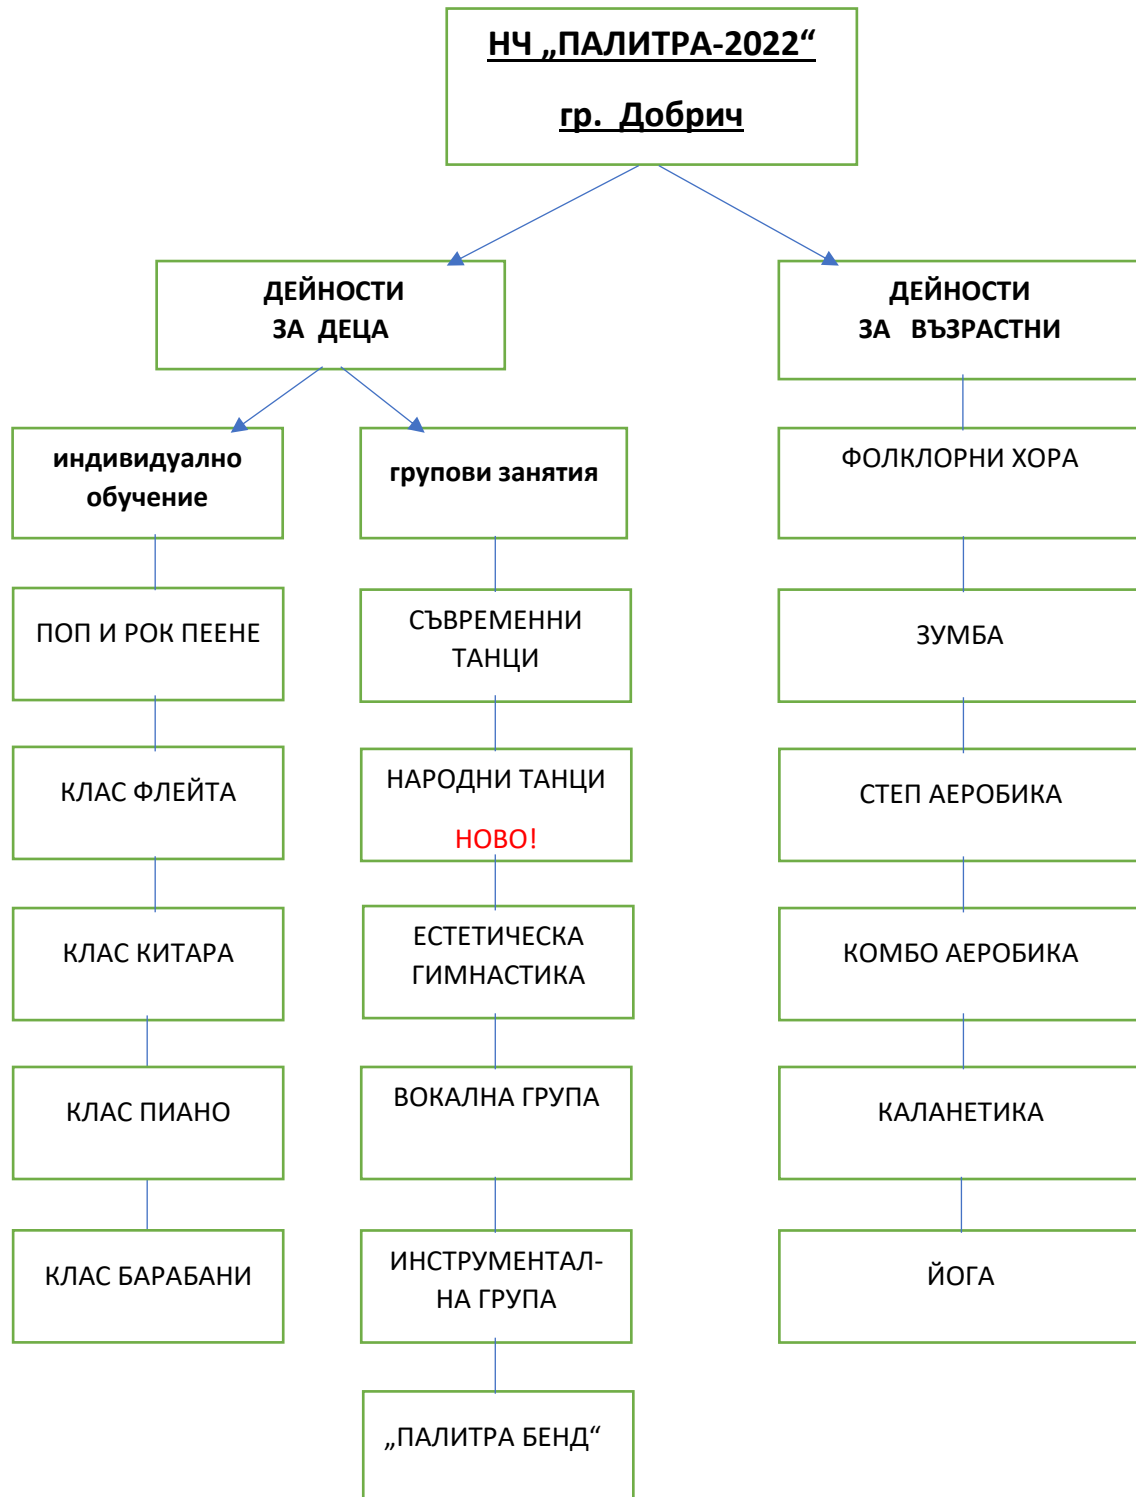 НЧ „ПАЛИТРА-2022“
гр. Добрич
ДЕЙНОСТИ
ЗА ДЕЦА
ДЕЙНОСТИ
ЗА ВЪЗРАСТНИ
индивидуално
обучение
групови занятия
ФОЛКЛОРНИ ХОРА
ПОП И РОК ПЕЕНЕ
СЪВРЕМЕННИ
ТАНЦИ
ЗУМБА
КЛАС ФЛЕЙТА
НАРОДНИ ТАНЦИ
НОВО!
СТЕП АЕРОБИКА
КЛАС КИТАРА
ЕСТЕТИЧЕСКА
ГИМНАСТИКА
КОМБО АЕРОБИКА
КЛАС ПИАНО
ВОКАЛНА ГРУПА
КАЛАНЕТИКА
КЛАС БАРАБАНИ
ИНСТРУМЕНТАЛ-
НА ГРУПА
ЙОГА
„ПАЛИТРА БЕНД“